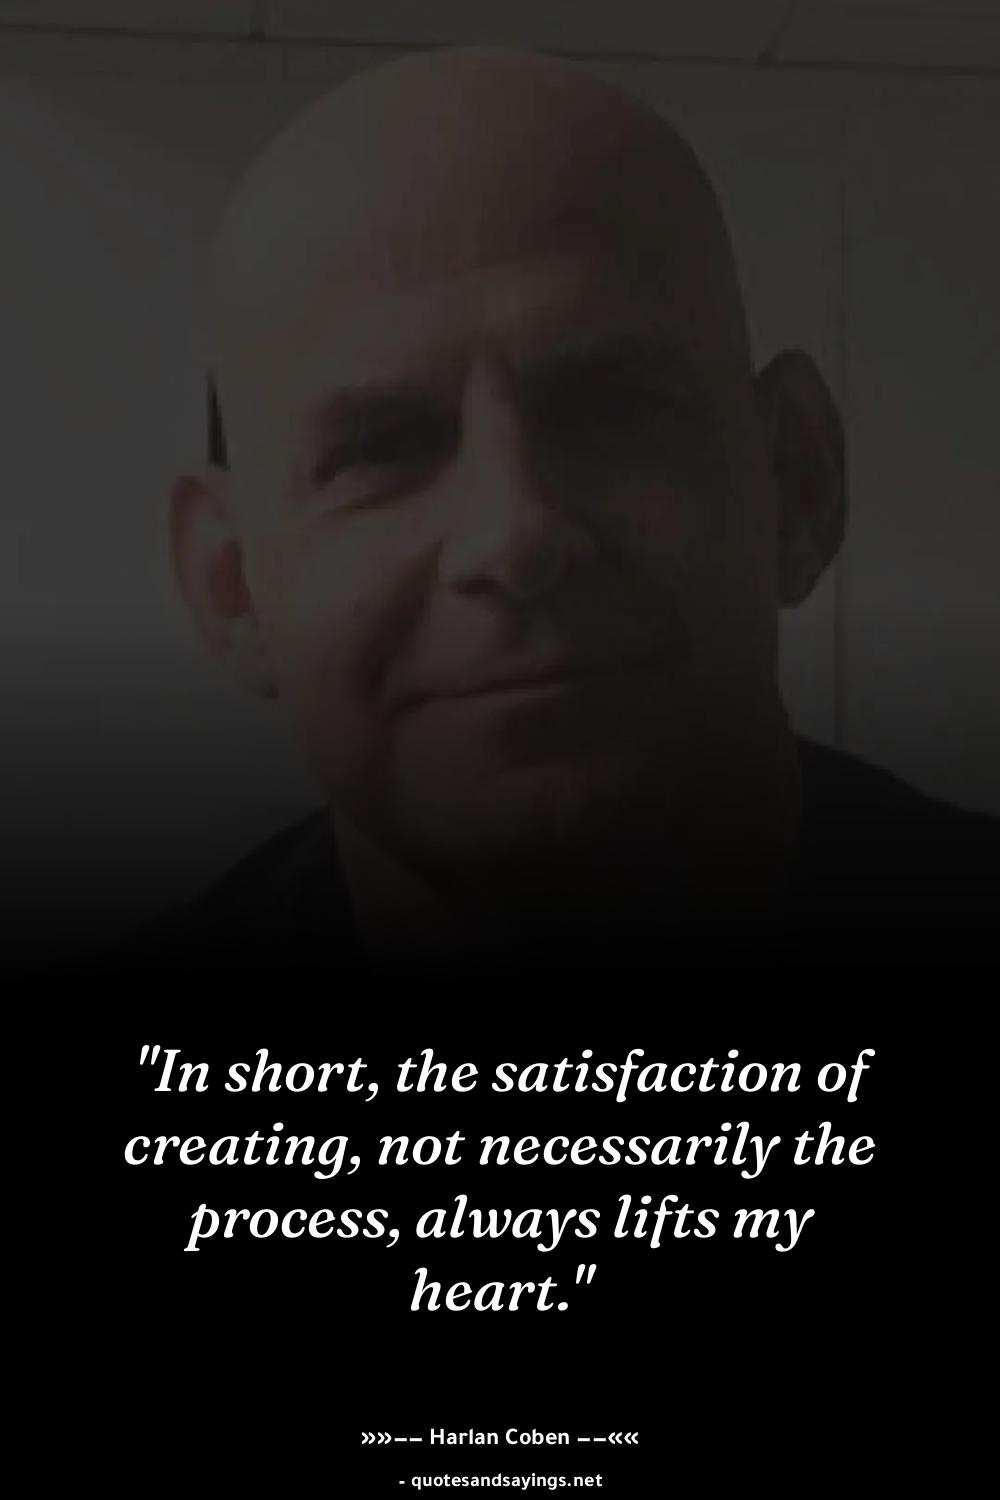 "In short, the satisfaction of
creating, not necessarily the
process, always lifts my
heart."
»»–– Harlan Coben ––««
- quotesandsayings.net